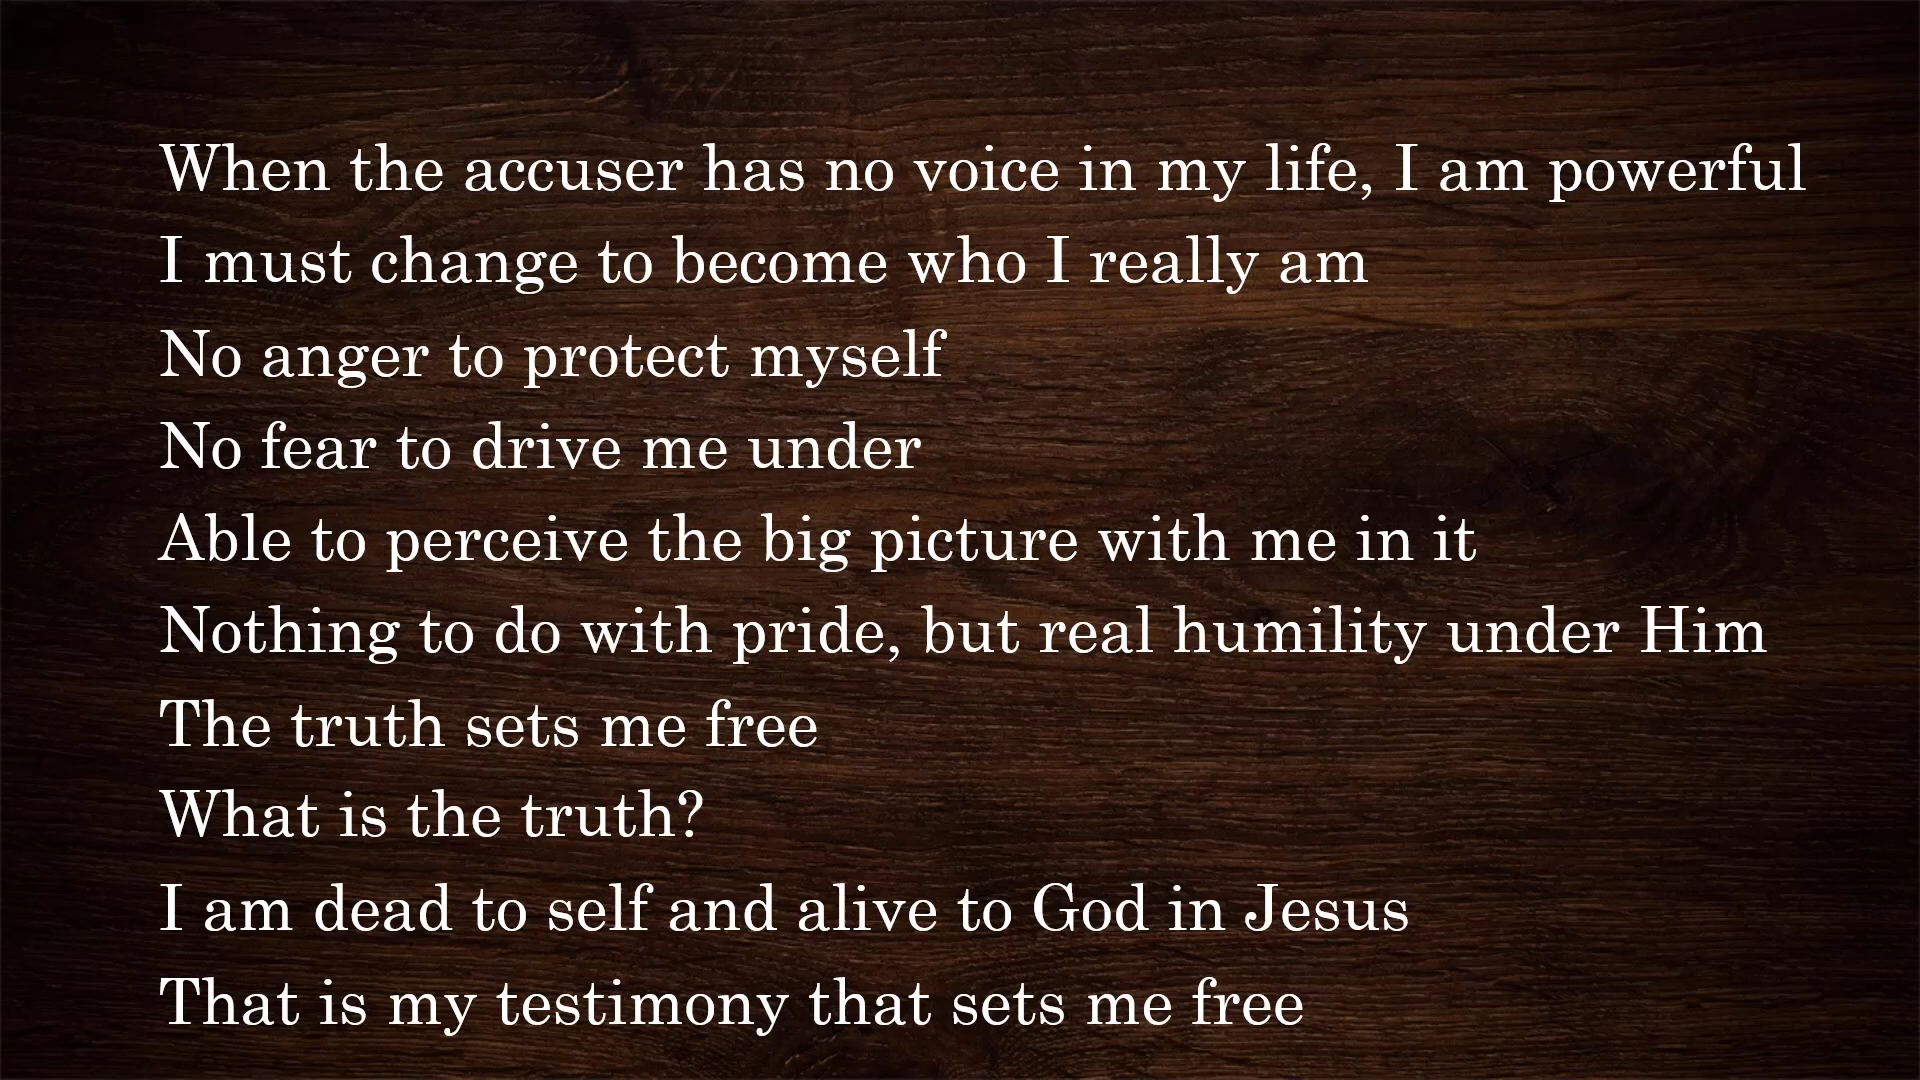 When the accuser has no voice in my life, I am powerful
I must change to become who I really am
No anger to protect myself
No fear to drive me under
Able to perceive the big picture with me in it
Nothing to do with pride, but real humility under Him
The truth sets me free
What is the truth?
I am dead to self and alive to God in Jesus
That is my testimony that sets me free